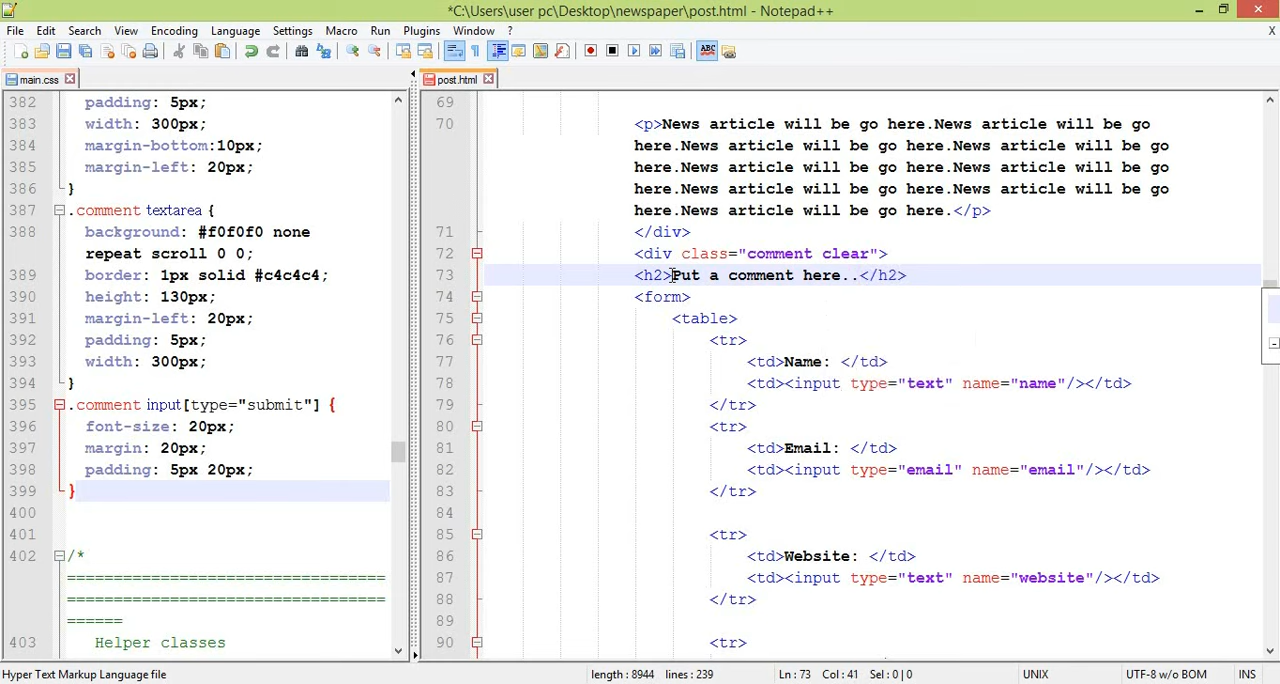 *C:\Users\user pc\Desktop\newspaper\post.html - Notepad++
File Edit Search View Encoding Language Settings Macro Run Plugins Window ? X
main.css
382 padding: 5px;
383 width: 300px;
384 margin-bottom:10px;
385 margin-left: 20px;
386 }
387 .comment textarea {
388 background: #f0f0f0 none
repeat scroll 0 0;
389 border: 1px solid #c4c4c4;
390 height: 130px;
391 margin-left: 20px;
392 padding: 5px;
393 width: 300px;
394 }
395 .comment input[type="submit"] {
396 font-size: 20px;
397 margin: 20px;
398 padding: 5px 20px;
399 }
400
401
402 /*
==================================
==================================
======
403 Helper classes
post.html
69
70 <p>News article will be go here.News article will be go
here.News article will be go here.News article will be go
here.News article will be go here.News article will be go
here.News article will be go here.News article will be go
here.News article will be go here.</p>
71 </div>
72 <div class="comment clear">
73 <h2>Put a comment here..</h2>
74 <form>
75 <table>
76 <tr>
77 <td>Name: </td>
78 <td><input type="text" name="name"/></td>
79 </tr>
80 <tr>
81 <td>Email: </td>
82 <td><input type="email" name="email"/></td>
83 </tr>
84
85 <tr>
86 <td>Website: </td>
87 <td><input type="text" name="website"/></td>
88 </tr>
89
90 <tr>
Hyper Text Markup Language file length : 8944 lines : 239 Ln : 73 Col : 41 Sel : 0 | 0 UNIX UTF-8 w/o BOM INS